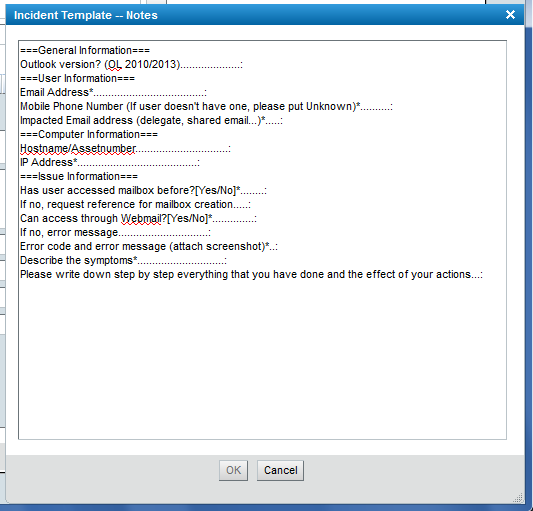 Incident Template -- Notes
===General Information===
Outlook version? (OL 2010/2013)....................:
===User Information===
Email Address*.....................................:
Mobile Phone Number (If user doesn't have one, please put Unknown)*..........:
Impacted Email address (delegate, shared email...)*.....:
===Computer Information===
Hostname/Assetnumber...............................:
IP Address*........................................:
===Issue Information===
Has user accessed mailbox before?[Yes/No]*........:
If no, request reference for mailbox creation.....:
Can access through Webmail?[Yes/No]*..............:
If no, error message..............................:
Error code and error message (attach screenshot)*..:
Describe the symptoms*.............................:
Please write down step by step everything that you have done and the effect of your actions...:
OK
Cancel